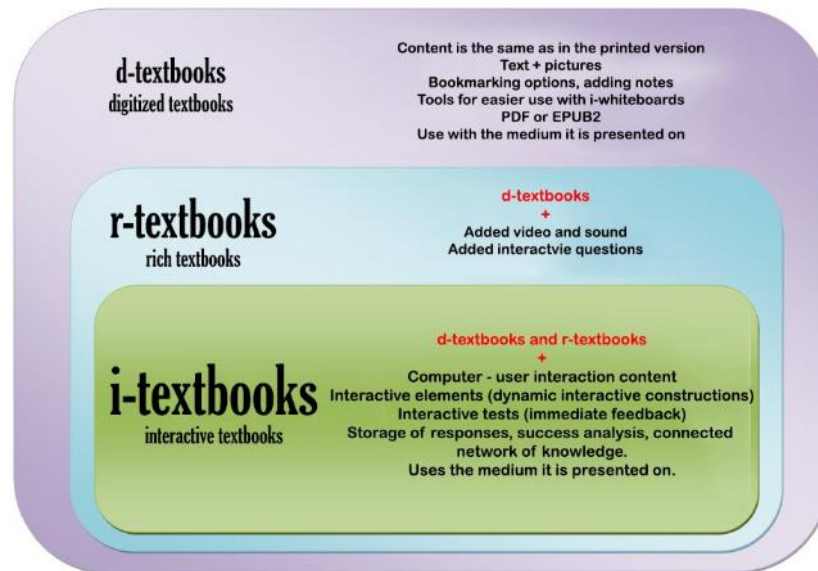 d-textbooks
digitized textbooks
Content is the same as in the printed version
Text + pictures
Bookmarking options, adding notes
Tools for easier use with i-whiteboards
PDF or EPUB2
Use with the medium it is presented on
r-textbooks
rich textbooks
d-textbooks
+
Added video and sound
Added interactvie questions
i-textbooks
interactive textbooks
d-textbooks and r-textbooks
+
Computer - user interaction content
Interactive elements (dynamic interactive constructions)
Interactive tests (immediate feedback)
Storage of responses, success analysis, connected
network of knowledge.
Uses the medium it is presented on.